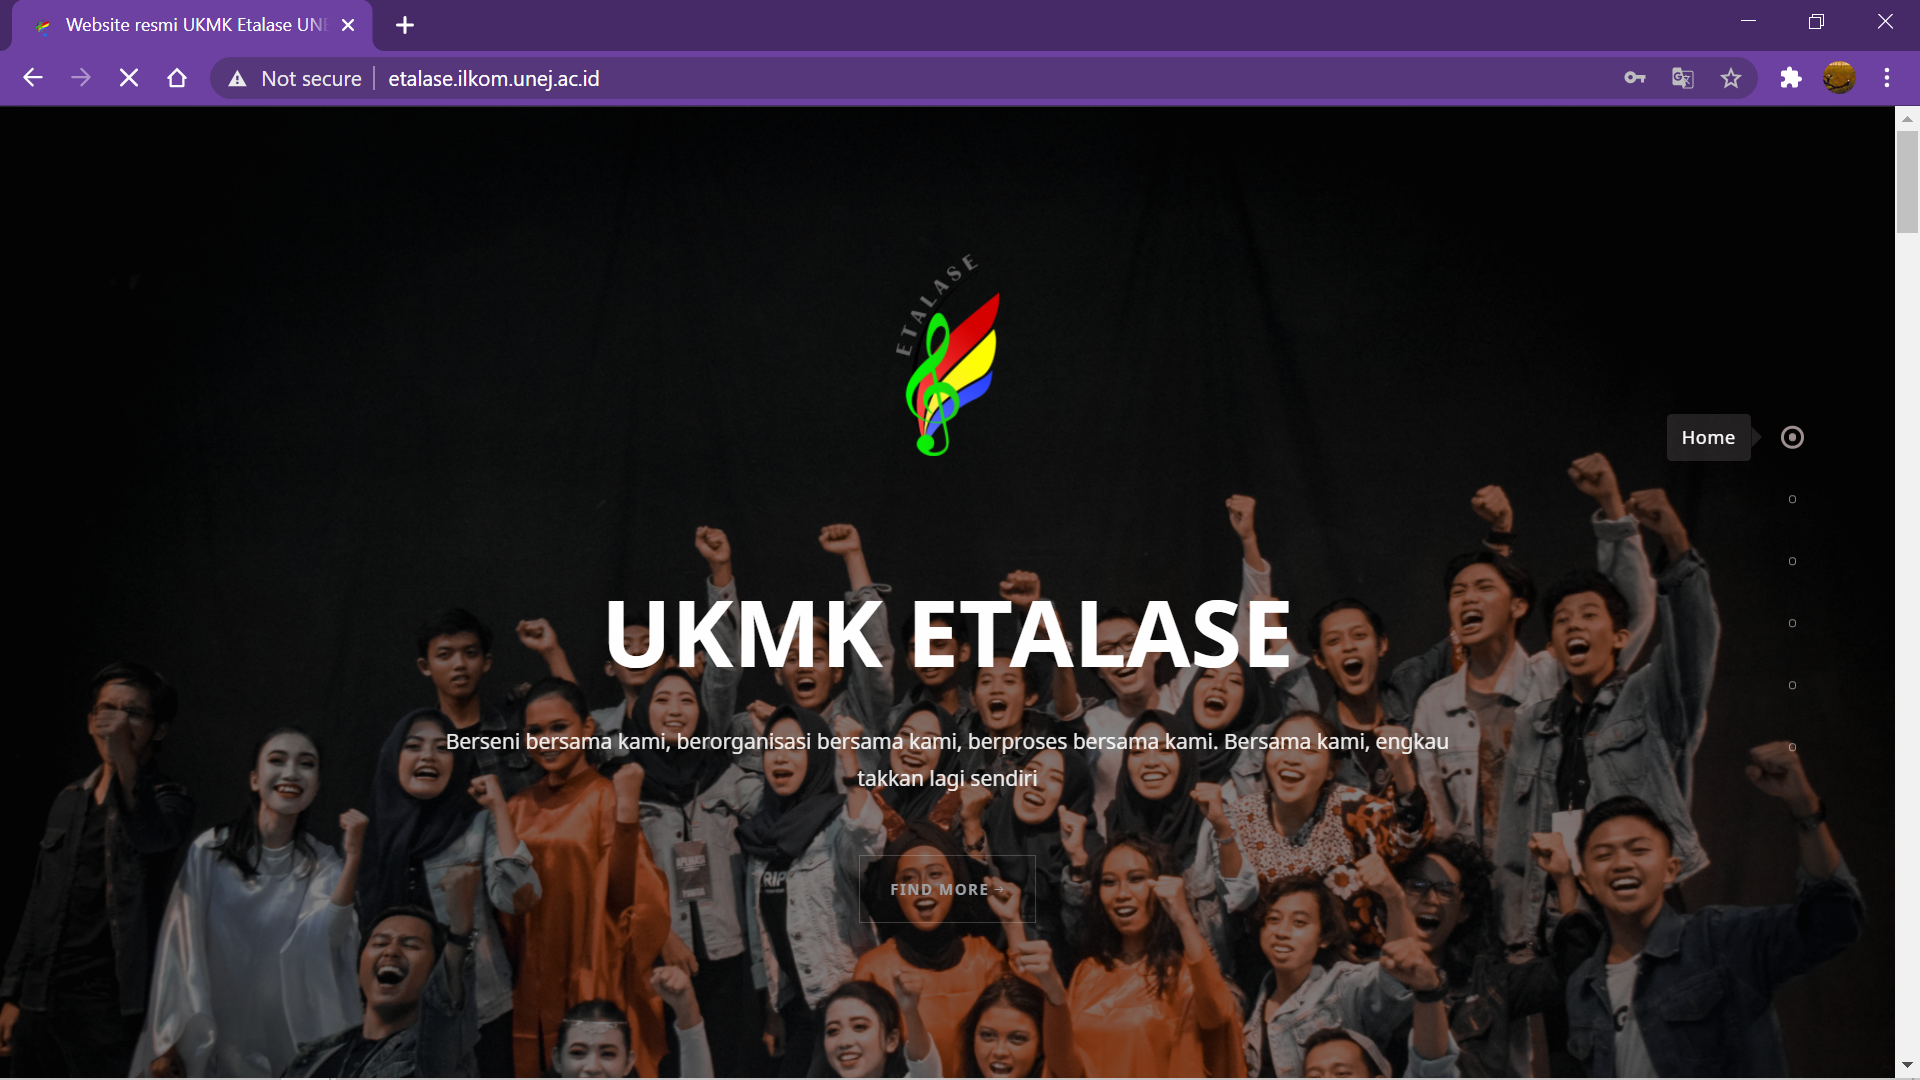 Website resmi UKMK Etalase UNE
Not secure
etalase.ilkom.unej.ac.id
ETALASE
Home
UKMK ETALASE
Berseni bersama kami, berorganisasi bersama kami, berproses bersama kami. Bersama kami, engkau
takkan lagi sendiri
FIND MORE →